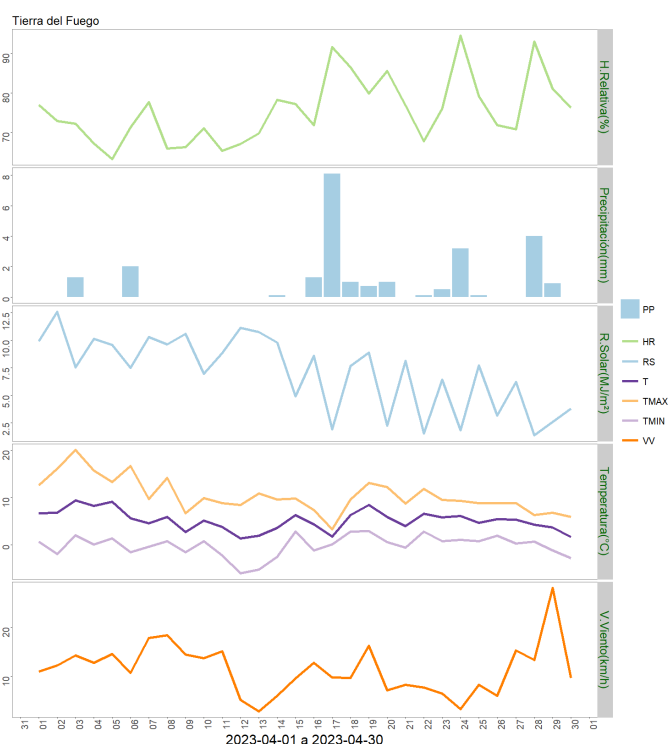 Tierra del Fuego
90
80
70
H.Relativa(%)
8
6
4
2
0
Precipitación(mm)
12.5
10.0
7.5
5.0
2.5
R.Solar(MJ/m²)
20
10
0
Temperatura(°C)
20
10
V.Viento(km/h)
PP
HR
RS
T
TMAX
TMIN
VV
31 01 02 03 04 05 06 07 08 09 10 11 12 13 14 15 16 17 18 19 20 21 22 23 24 25 26 27 28 29 30 01
2023-04-01 a 2023-04-30